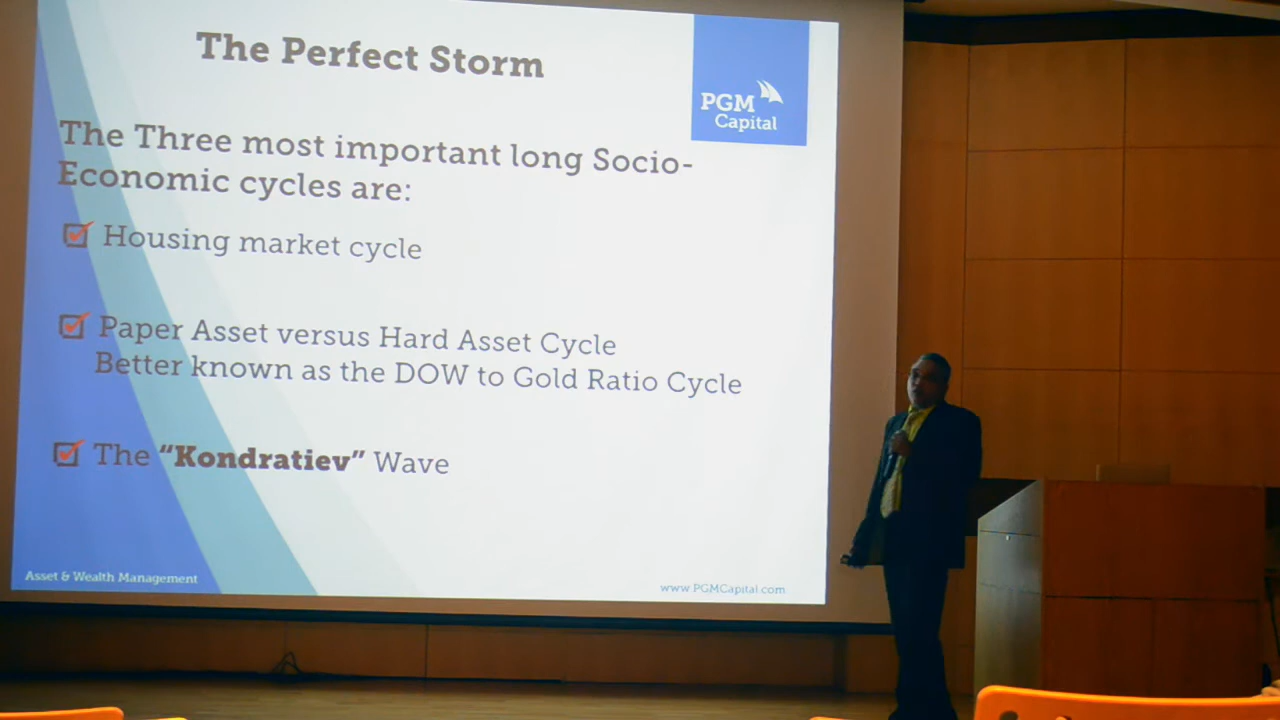 The Perfect Storm
PGM
Capital
The Three most important long Socio-
Economic cycles are:
Housing market cycle
Paper Asset versus Hard Asset Cycle
Better known as the DOW to Gold Ratio Cycle
The “Kondratiev” Wave
Asset & Wealth Management
www.PGMCapital.com